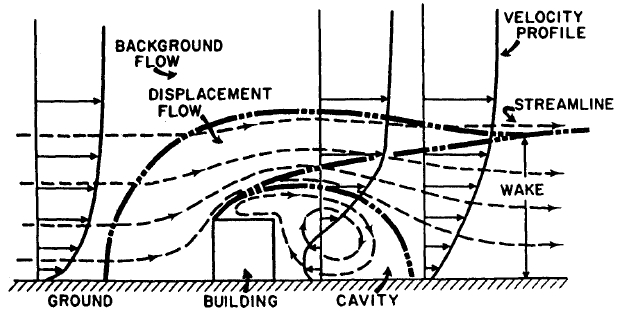 VELOCITY
PROFILE
BACKGROUND
FLOW
DISPLACEMENT
FLOW
STREAMLINE
WAKE
GROUND
BUILDING
CAVITY